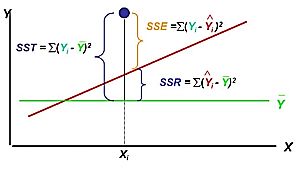 Y
SSE =∑(Yᵢ - Ŷᵢ)²
SST = ∑(Yᵢ - Ȳ)²
SSR = ∑(Ŷᵢ - Ȳ)²
Ȳ
Xᵢ
X